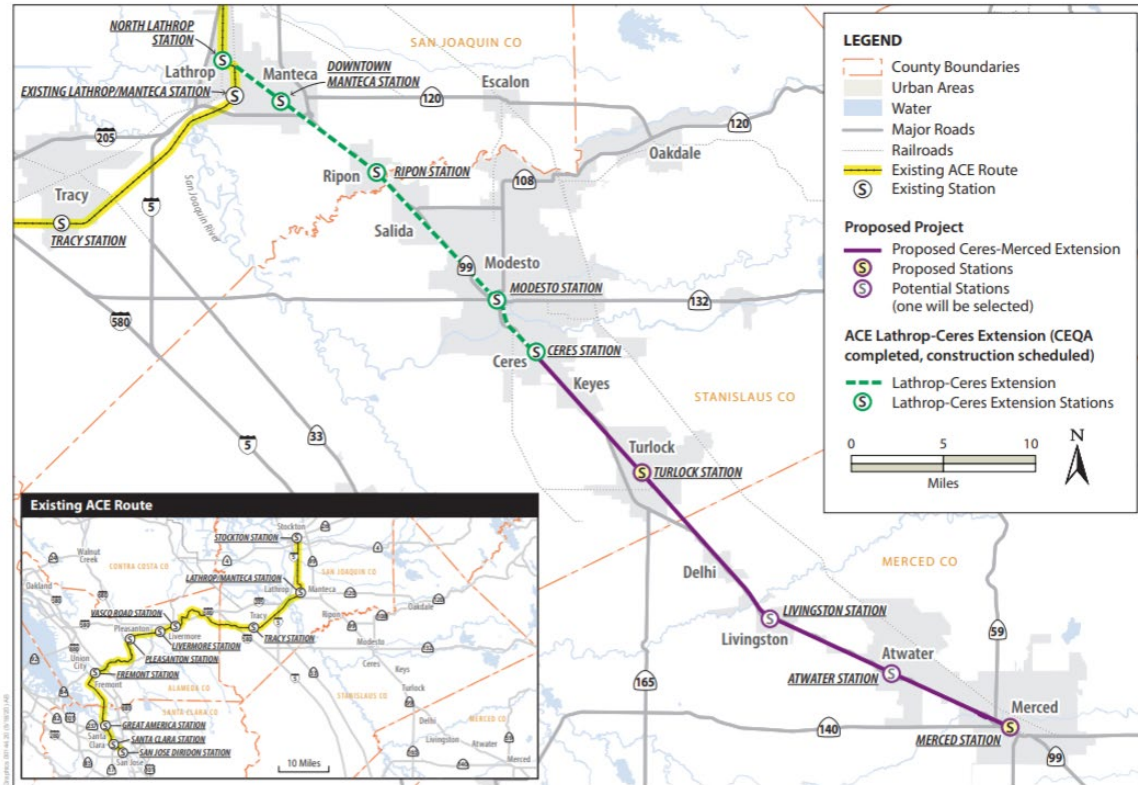 NORTH LATHROP
STATION
SAN JOAQUIN CO
Lathrop
Manteca
DOWNTOWN
MANTECA STATION
EXISTING LATHROP/MANTECA STATION
Escalon
120
120
205
Oakdale
108
Ripon
RIPON STATION
Tracy
San Joaquin River
5
TRACY STATION
Salida
99
Modesto
MODESTO STATION
132
580
CERES STATION
Ceres
Keyes
STANISLAUS CO
33
5
Turlock
TURLOCK STATION
MERCED CO
Delhi
LIVINGSTON STATION
Livingston
59
Atwater
ATWATER STATION
165
Merced
140
MERCED STATION
99
LEGEND
County Boundaries
Urban Areas
Water
Major Roads
Railroads
Existing ACE Route
S Existing Station
Proposed Project
Proposed Ceres-Merced Extension
S Proposed Stations
S Potential Stations
(one will be selected)
ACE Lathrop-Ceres Extension (CEQA
completed, construction scheduled)
Lathrop-Ceres Extension
S Lathrop-Ceres Extension Stations
0 5 10
Miles
N
Existing ACE Route
Stockton
STOCKTON STATION
Walnut
Creek
CONTRA COSTA CO
SAN JOAQUIN CO
Oakland
LATHROP/MANTECA STATION
Lathrop
Manteca
VASCO ROAD STATION
Tracy
Ripon
Oakdale
Pleasanton
Livermore
TRACY STATION
LIVERMORE STATION
Modesto
PLEASANTON STATION
Union
City
Ceres
Keys
FREMONT STATION
Fremont
ALAMEDA CO
STANISLAUS CO
Turlock
SANTA CLARA CO
GREAT AMERICA STATION
Delhi
MERCED CO
Santa
Clara
SANTA CLARA STATION
Livingston
Atwater
SAN JOSE DIRIDON STATION
San Jose
10 Miles
Merced